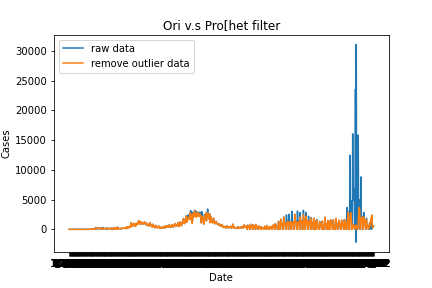 Ori v.s Pro[het filter
raw data
remove outlier data
30000
25000
20000
15000
10000
5000
0
Cases
Date